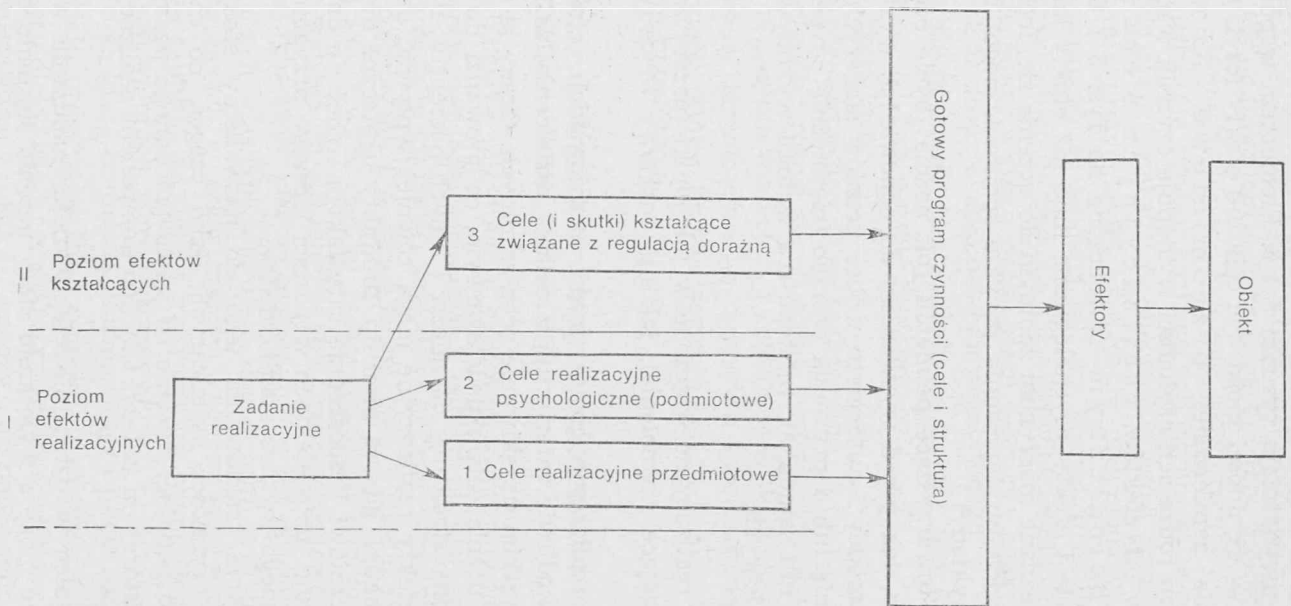 II
Poziom efektów
kształcących
I
Poziom
efektów
realizacyjnych
Zadanie
realizacyjne
3 Cele (i skutki) kształcące
związane z regulacją doraźną
2 Cele realizacyjne
psychologiczne (podmiotowe)
1 Cele realizacyjne przedmiotowe
Gotowy program czynności (cele i struktura)
Efektory
Obiekt